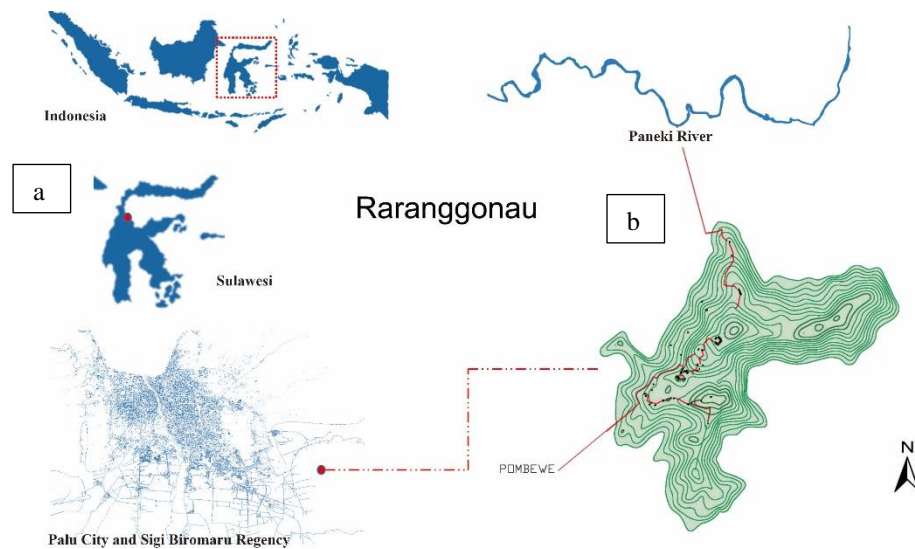 Indonesia
Paneki River
a
Raranggonau
b
Sulawesi
N
POMBEWE
Palu City and Sigi Biromaru Regency